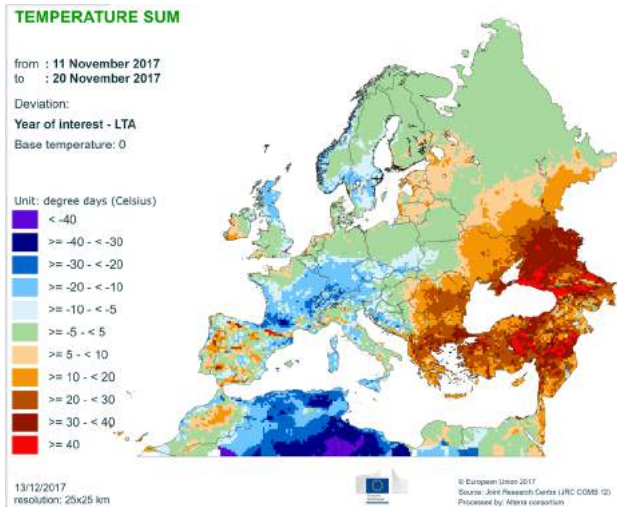 TEMPERATURE SUM
from : 11 November 2017
to : 20 November 2017
Deviation:
Year of interest - LTA
Base temperature: 0
Unit: degree days (Celsius)
< -40
>= -40 - < -30
>= -30 - < -20
>= -20 - < -10
>= -10 - < -5
>= -5 - < 5
>= 5 - < 10
>= 10 - < 20
>= 20 - < 30
>= 30 - < 40
>= 40
13/12/2017
resolution: 25x25 km
© European Union 2017
Source: Joint Research Centre (JRC COMS 12)
Processed by: Alterra consortium